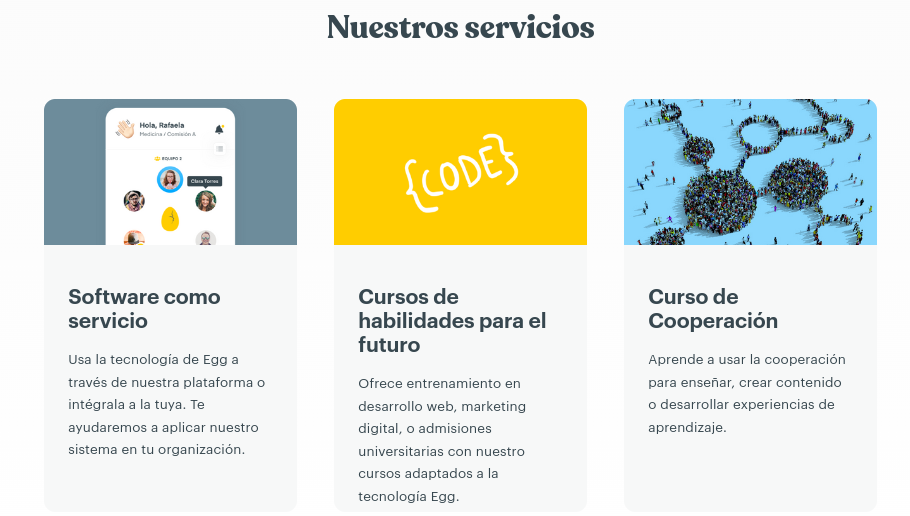 Nuestros servicios
Hola, Rafaela
Medicina / Comisión A
EQUIPO 2
Clara Torres
{CODE}
Software como
servicio
Usa la tecnología de Egg a
través de nuestra plataforma o
intégrala a la tuya. Te
ayudaremos a aplicar nuestro
sistema en tu organización.
Cursos de
habilidades para el
futuro
Ofrece entrenamiento en
desarrollo web, marketing
digital, o admisiones
universitarias con nuestro
cursos adaptados a la
tecnología Egg.
Curso de
Cooperación
Aprende a usar la cooperación
para enseñar, crear contenido
o desarrollar experiencias de
aprendizaje.